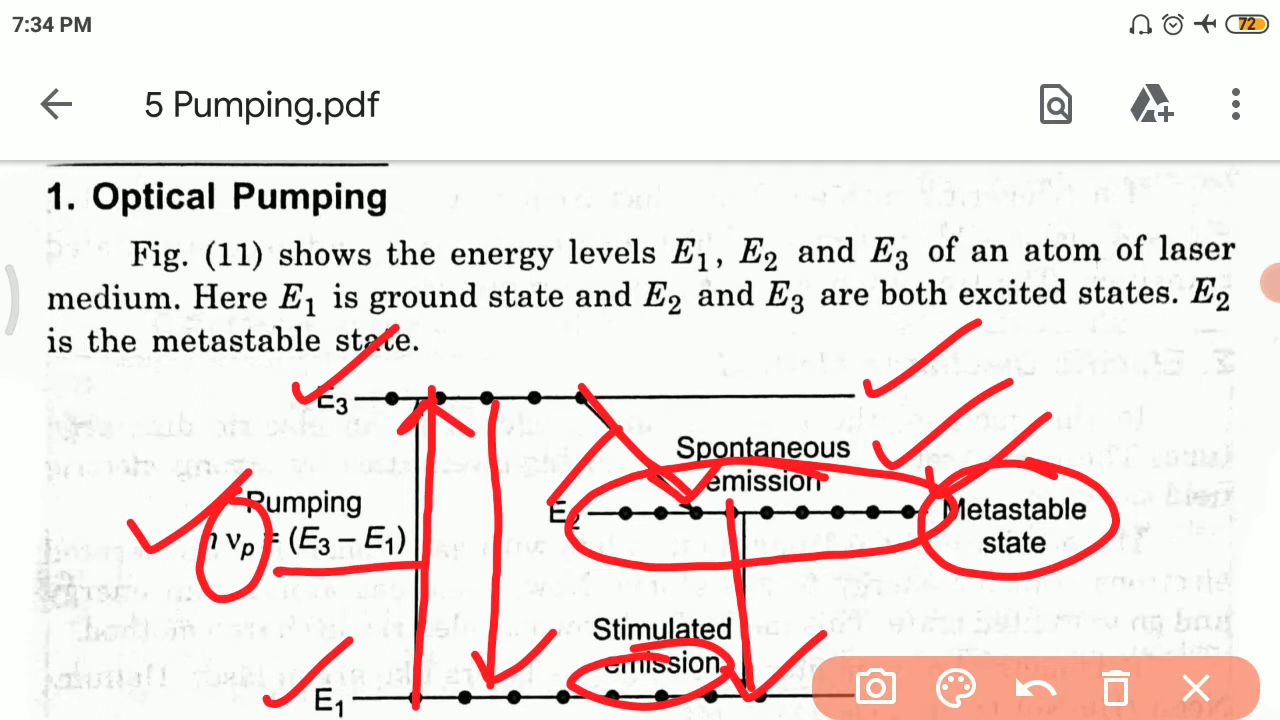 7:34 PM
72
5 Pumping.pdf
1. Optical Pumping
Fig. (11) shows the energy levels E₁, E₂ and E₃ of an atom of laser
medium. Here E₁ is ground state and E₂ and E₃ are both excited states. E₂
is the metastable state.
E₃
Spontaneous
emission
Pumping
h νₚ = (E₃ – E₁)
E₂
Metastable
state
Stimulated
emission
E₁